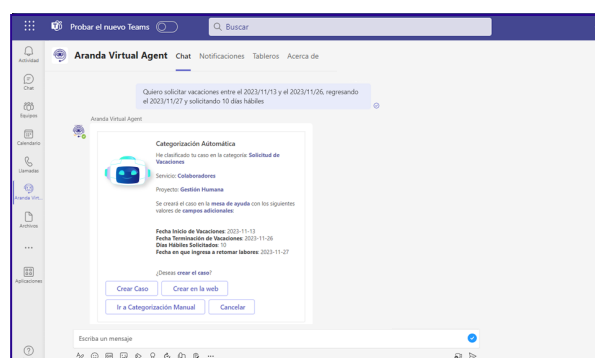 Probar el nuevo Teams
Buscar
Aranda Virtual Agent Chat Notificaciones Tableros Acerca de
Actividad
Chat
Equipos
Calendario
Llamadas
Aranda Virt...
Archivos
Aplicaciones
Quiero solicitar vacaciones entre el 2023/11/13 y el 2023/11/26, regresando
el 2023/11/27 y solicitando 10 días hábiles
Aranda Virtual Agent
Categorización Automática
He clasificado tu caso en la categoría: Solicitud de
Vacaciones
Servicio: Colaboradores
Proyecto: Gestión Humana
Se creará el caso en la mesa de ayuda con los siguientes
valores de campos adicionales:
Fecha Inicio de Vacaciones: 2023-11-13
Fecha Terminación de Vacaciones: 2023-11-26
Días Hábiles Solicitados: 10
Fecha en que ingresa a retomar labores: 2023-11-27
¿Deseas crear el caso?
Crear Caso Crear en la web
Ir a Categorización Manual Cancelar
Escriba un mensaje